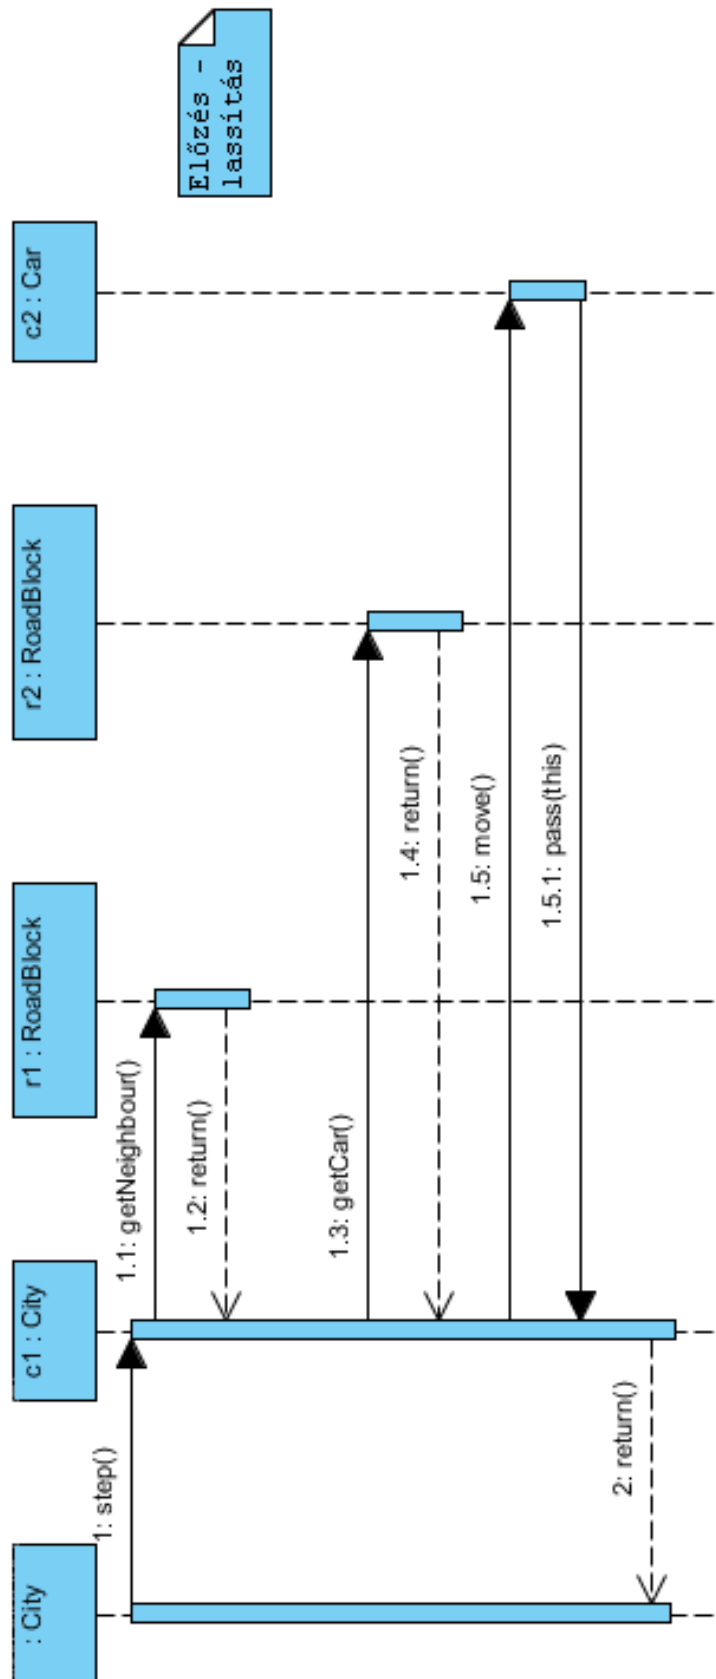 : City
c1 : City
r1 : RoadBlock
r2 : RoadBlock
c2 : Car
Előzés -
lassítás
1: step()
1.1: getNeighbour()
1.2: return()
1.3: getCar()
1.4: return()
1.5: move()
1.5.1: pass(this)
2: return()